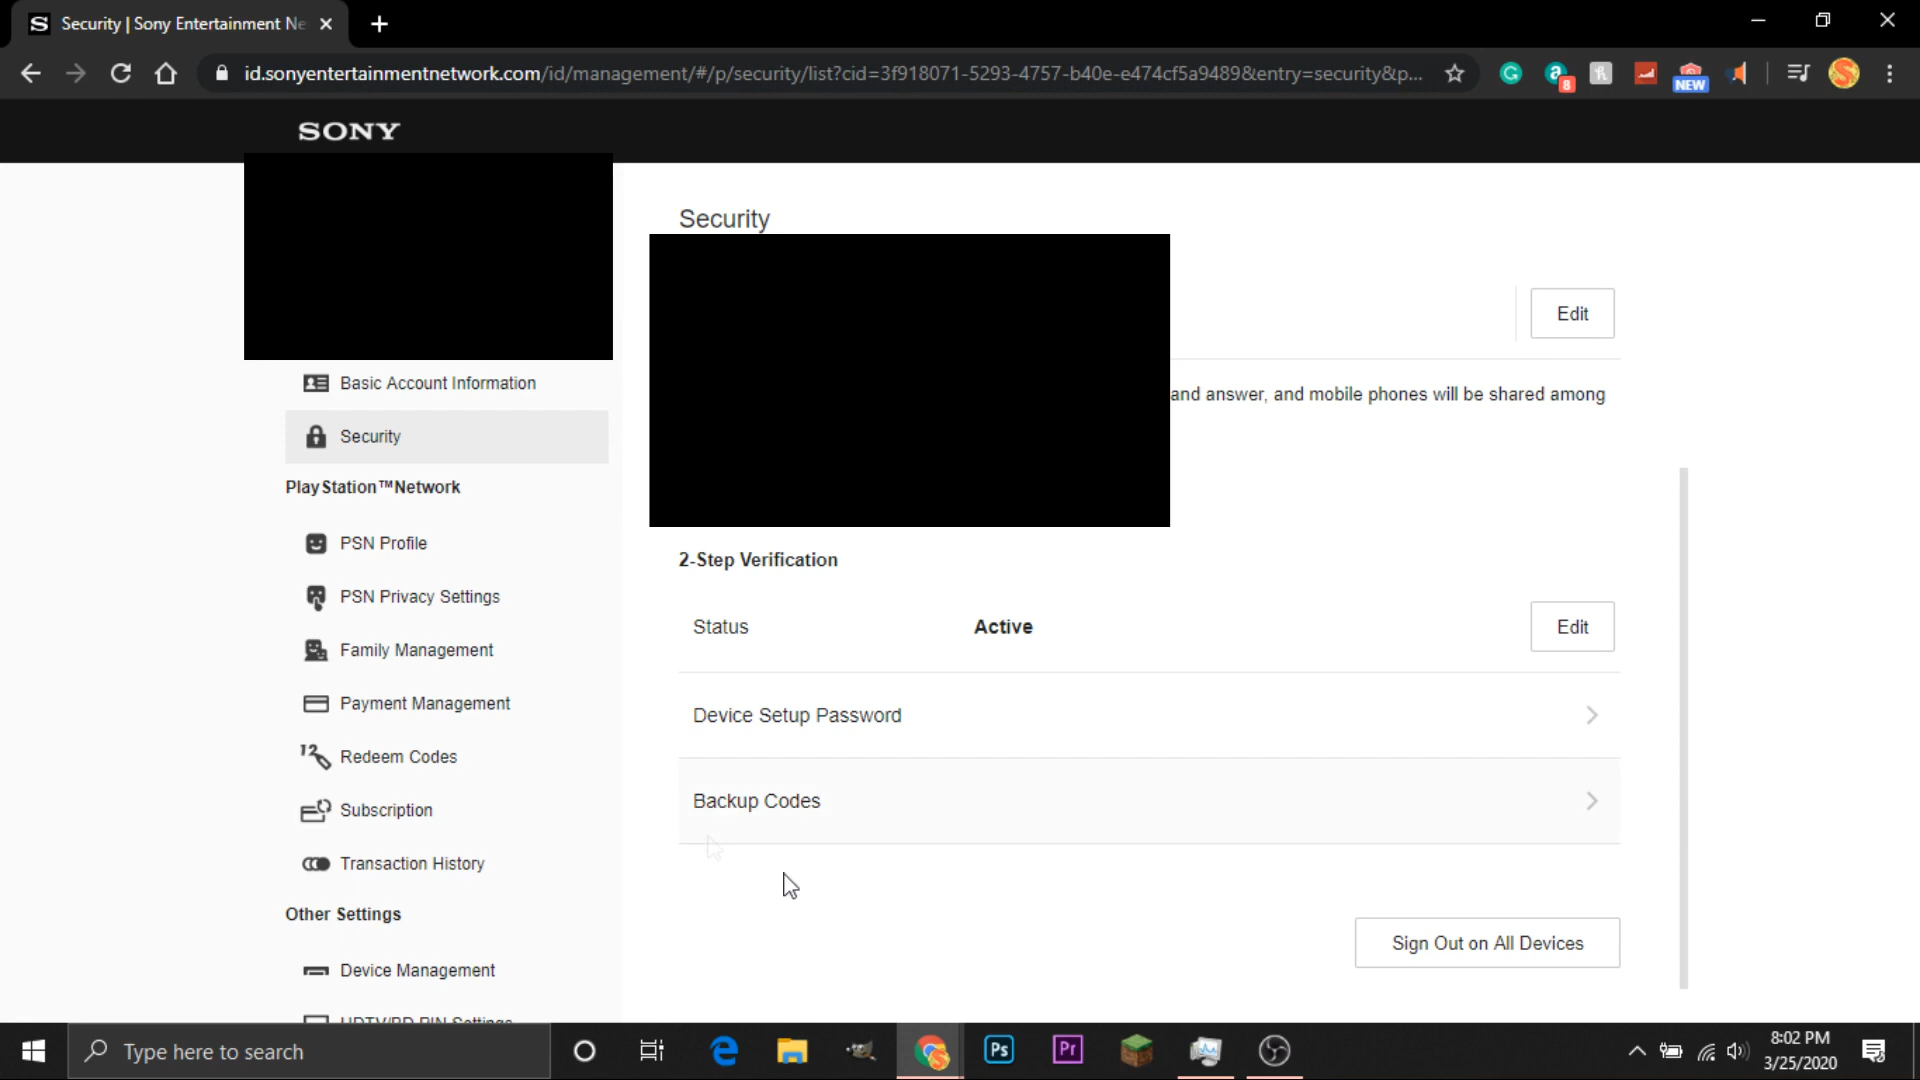 Security | Sony Entertainment Ne
id.sonyentertainmentnetwork.com/id/management/#/p/security/list?cid=3f918071-5293-4757-b40e-e474cf5a9489&entry=security&p...
8
NEW
SONY
Security
Edit
Basic Account Information
and answer, and mobile phones will be shared among
Security
PlayStation™Network
PSN Profile
2-Step Verification
PSN Privacy Settings
Status
Active
Edit
Family Management
Payment Management
Device Setup Password
Redeem Codes
Backup Codes
Subscription
Transaction History
Other Settings
Sign Out on All Devices
Device Management
Type here to search
Ps
Pr
8:02 PM
3/25/2020